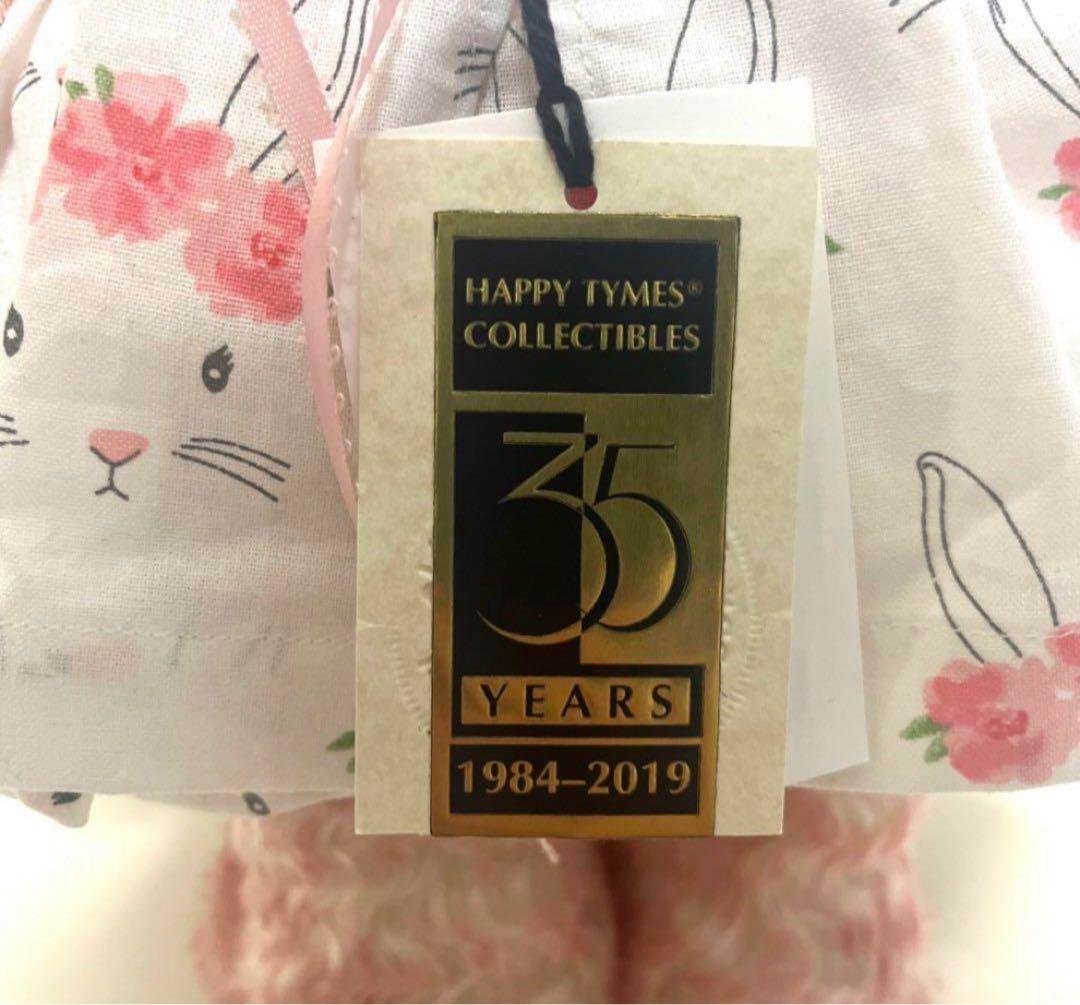 HAPPY TYMES®
COLLECTIBLES
35
YEARS
1984–2019